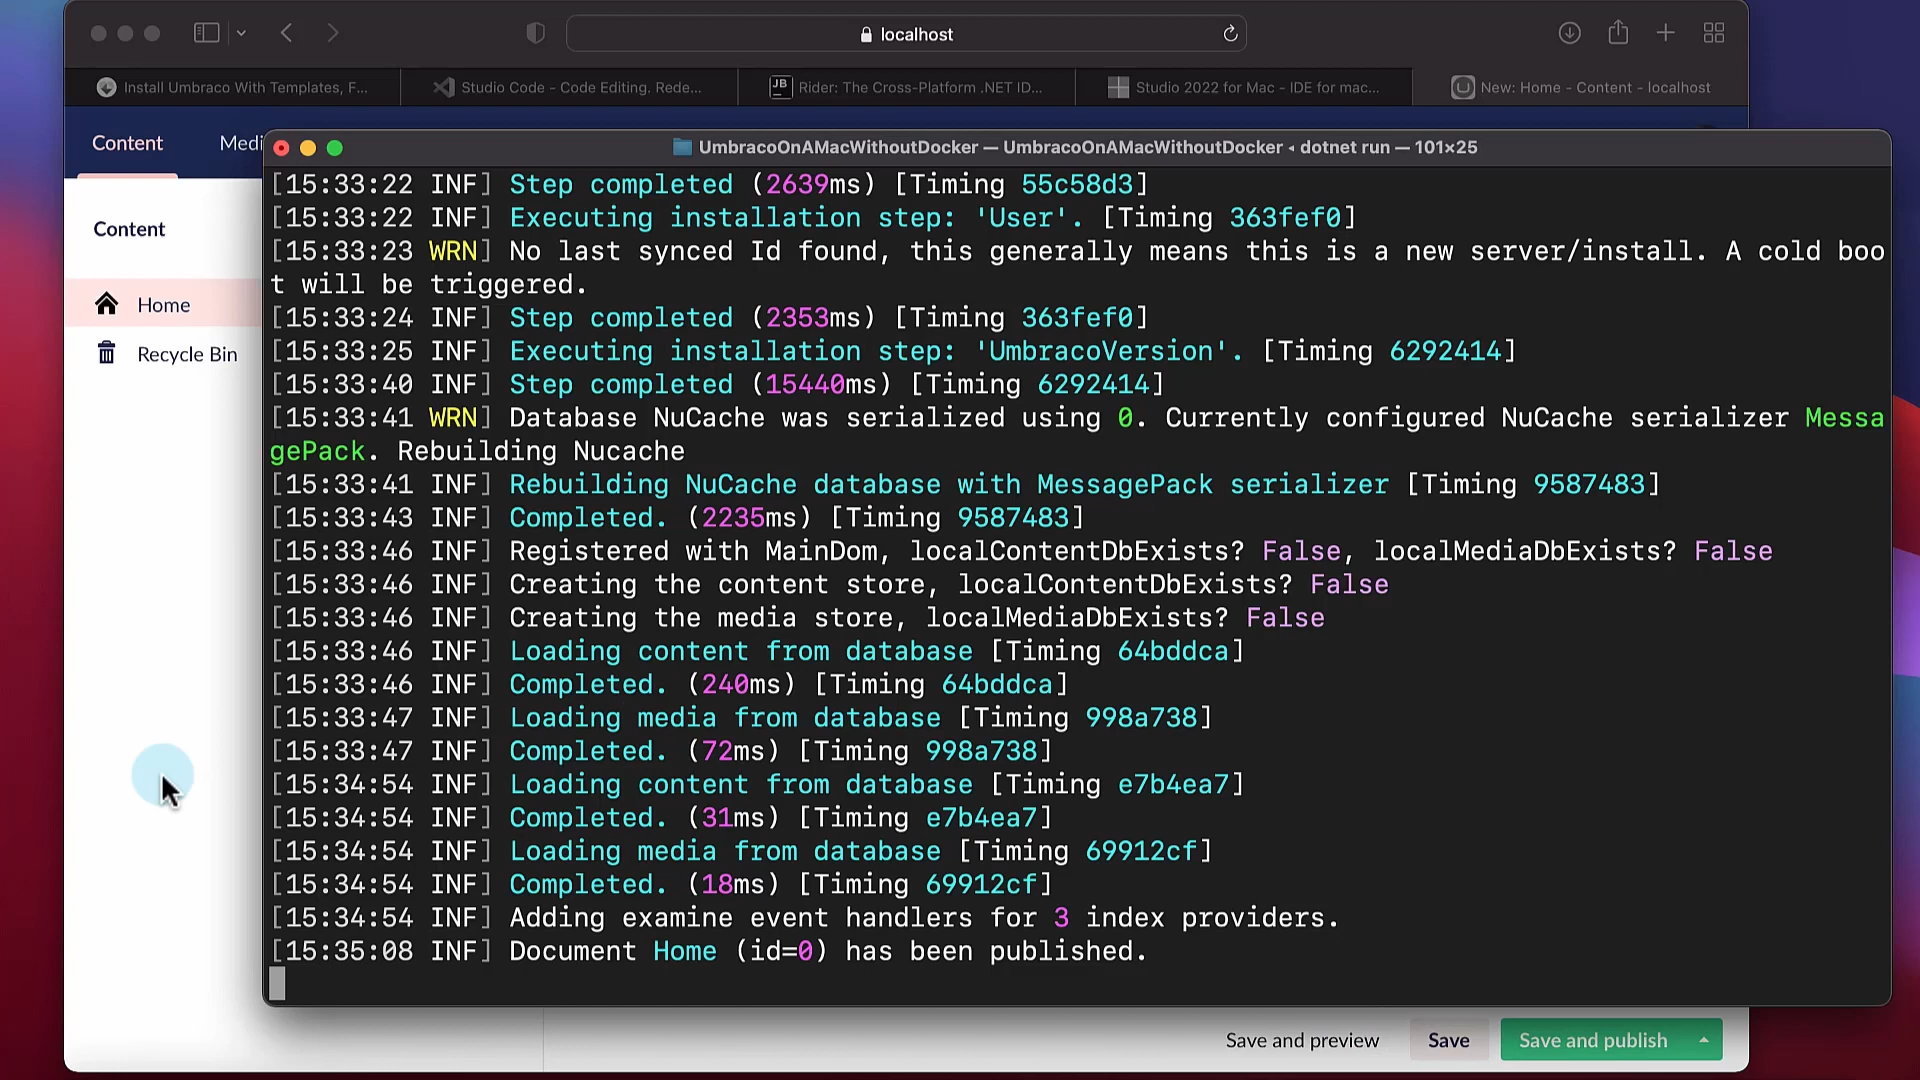 localhost
Install Umbraco With Templates, F...
Studio Code - Code Editing. Rede...
JB Rider: The Cross-Platform .NET ID...
Studio 2022 for Mac - IDE for mac...
New: Home - Content - localhost
Content Medi
UmbracoOnAMacWithoutDocker — UmbracoOnAMacWithoutDocker ◂ dotnet run — 101×25
Content
Home
Recycle Bin
[15:33:22 INF] Step completed (2639ms) [Timing 55c58d3]
[15:33:22 INF] Executing installation step: 'User'. [Timing 363fef0]
[15:33:23 WRN] No last synced Id found, this generally means this is a new server/install. A cold boo
t will be triggered.
[15:33:24 INF] Step completed (2353ms) [Timing 363fef0]
[15:33:25 INF] Executing installation step: 'UmbracoVersion'. [Timing 6292414]
[15:33:40 INF] Step completed (15440ms) [Timing 6292414]
[15:33:41 WRN] Database NuCache was serialized using 0. Currently configured NuCache serializer Messa
gePack. Rebuilding Nucache
[15:33:41 INF] Rebuilding NuCache database with MessagePack serializer [Timing 9587483]
[15:33:43 INF] Completed. (2235ms) [Timing 9587483]
[15:33:46 INF] Registered with MainDom, localContentDbExists? False, localMediaDbExists? False
[15:33:46 INF] Creating the content store, localContentDbExists? False
[15:33:46 INF] Creating the media store, localMediaDbExists? False
[15:33:46 INF] Loading content from database [Timing 64bddca]
[15:33:46 INF] Completed. (240ms) [Timing 64bddca]
[15:33:47 INF] Loading media from database [Timing 998a738]
[15:33:47 INF] Completed. (72ms) [Timing 998a738]
[15:34:54 INF] Loading content from database [Timing e7b4ea7]
[15:34:54 INF] Completed. (31ms) [Timing e7b4ea7]
[15:34:54 INF] Loading media from database [Timing 69912cf]
[15:34:54 INF] Completed. (18ms) [Timing 69912cf]
[15:34:54 INF] Adding examine event handlers for 3 index providers.
[15:35:08 INF] Document Home (id=0) has been published.
Save and preview
Save
Save and publish